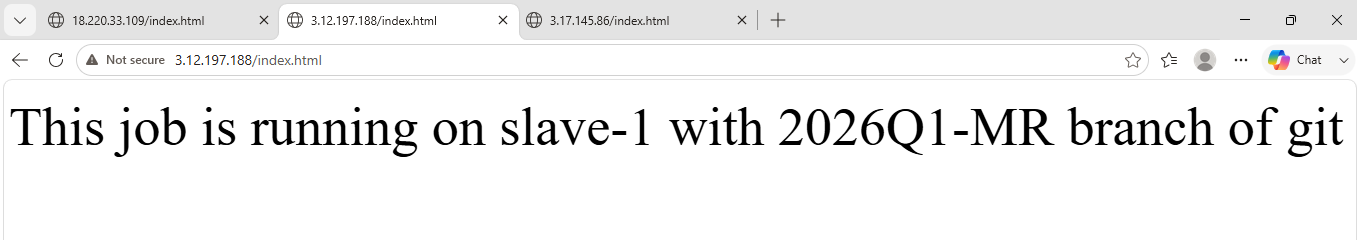 18.220.33.109/index.html
3.12.197.188/index.html
3.17.145.86/index.html
Not secure 3.12.197.188/index.html
Chat
This job is running on slave-1 with 2026Q1-MR branch of git